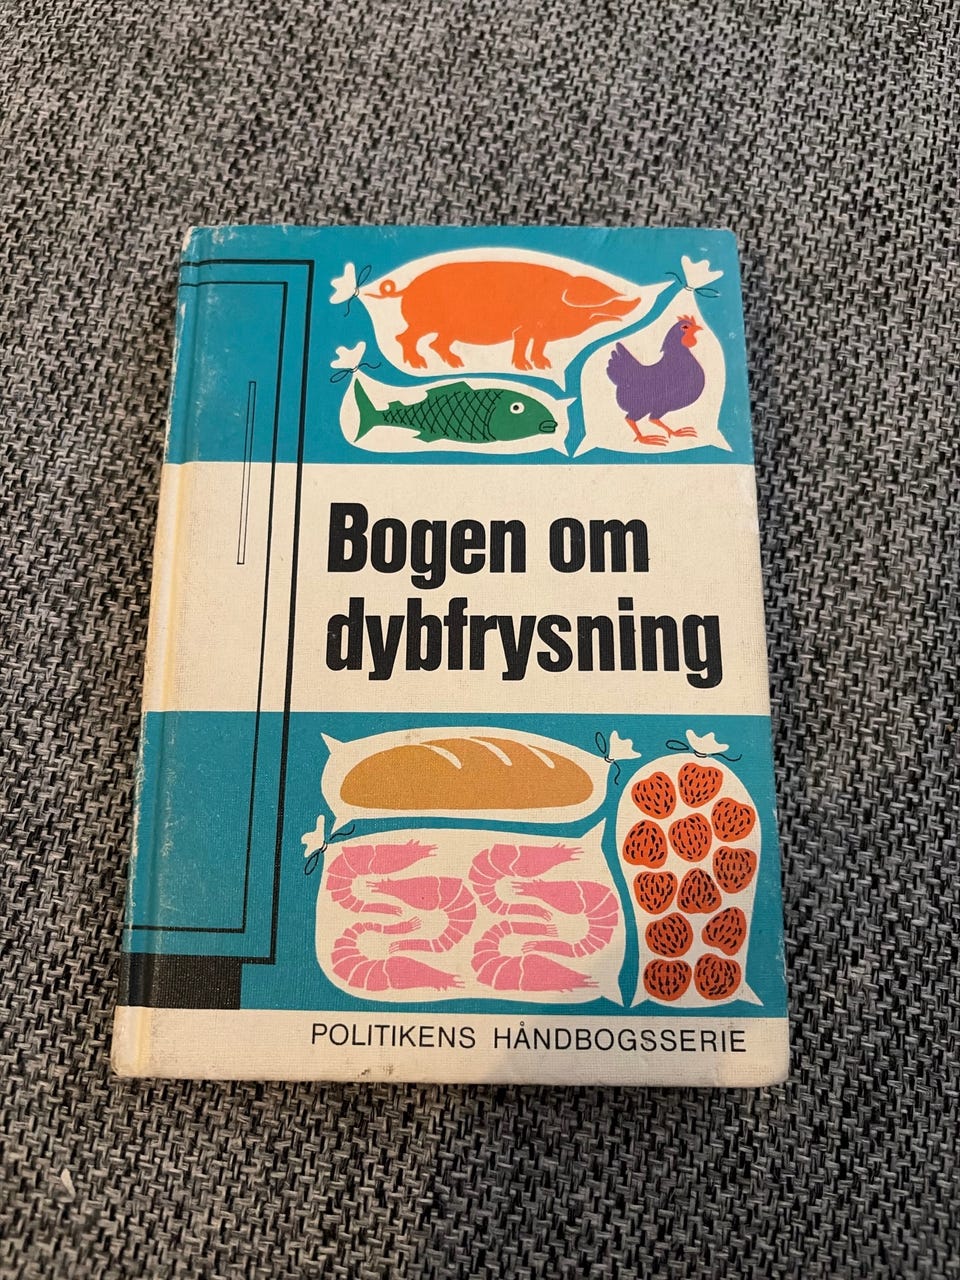 Bogen om
dybfrysning
POLITIKENS HÅNDBOGSSERIE